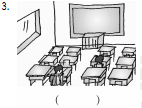 3.
(          )